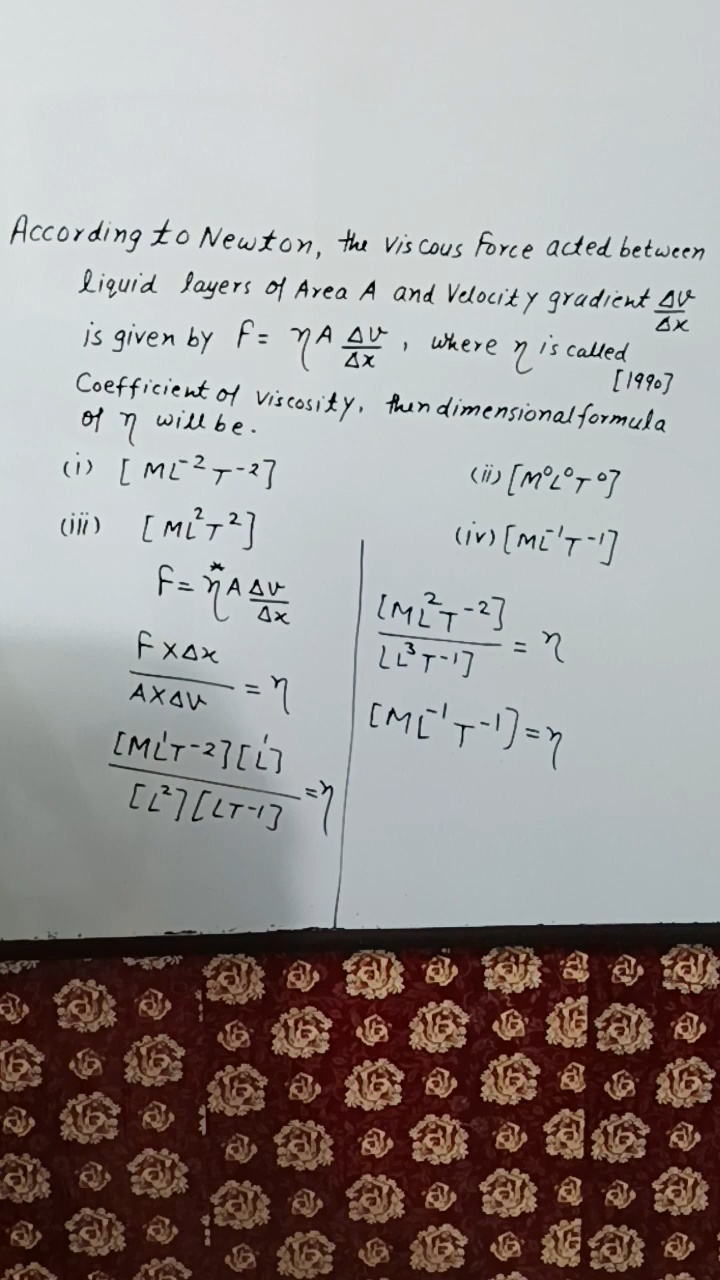 According to Newton, the viscous force acted between
liquid layers of Area A and Velocity gradient Δv/Δx
is given by F = ηA Δv/Δx , where η is called
[1990]
Coefficient of viscosity, then dimensional formula
of η will be.
(i) [ML⁻²T⁻²] (ii) [M⁰L⁰T⁰]
(iii) [ML²T²] (iv) [ML⁻¹T⁻¹]
F = η*A Δv/Δx
F×Δx / A×Δv = η
[ML¹T⁻²][L¹] / [L²][LT⁻¹] = η
[ML²T⁻²] / [L³T⁻¹] = η
[ML⁻¹T⁻¹] = η